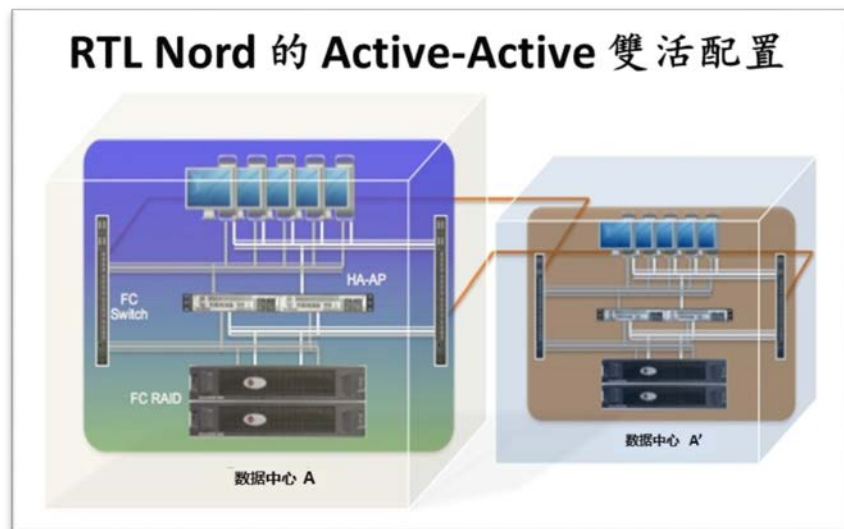 RTL Nord 的 Active-Active 雙活配置
HA-AP
FC
Switch
FC RAID
数据中心 A
数据中心 A'